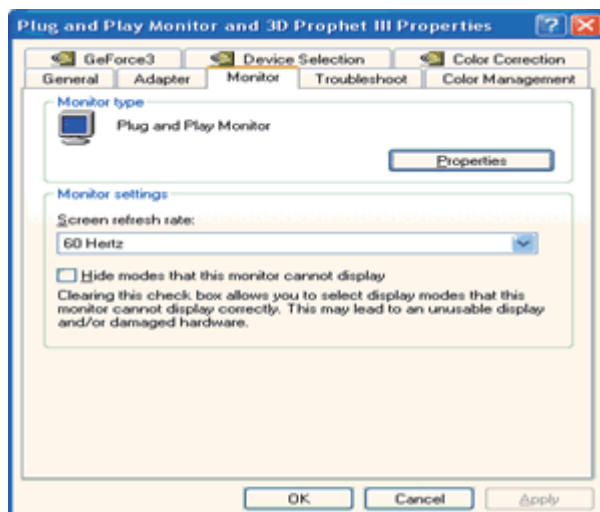 Plug and Play Monitor and 3D Prophet III Properties
GeForce3 Device Selection Color Correction
General Adapter Monitor Troubleshoot Color Management
Monitor type
Plug and Play Monitor
Properties
Monitor settings
Screen refresh rate:
60 Hertz
Hide modes that this monitor cannot display
Clearing this check box allows you to select display modes that this
monitor cannot display correctly. This may lead to an unusable display
and/or damaged hardware.
OK Cancel Apply